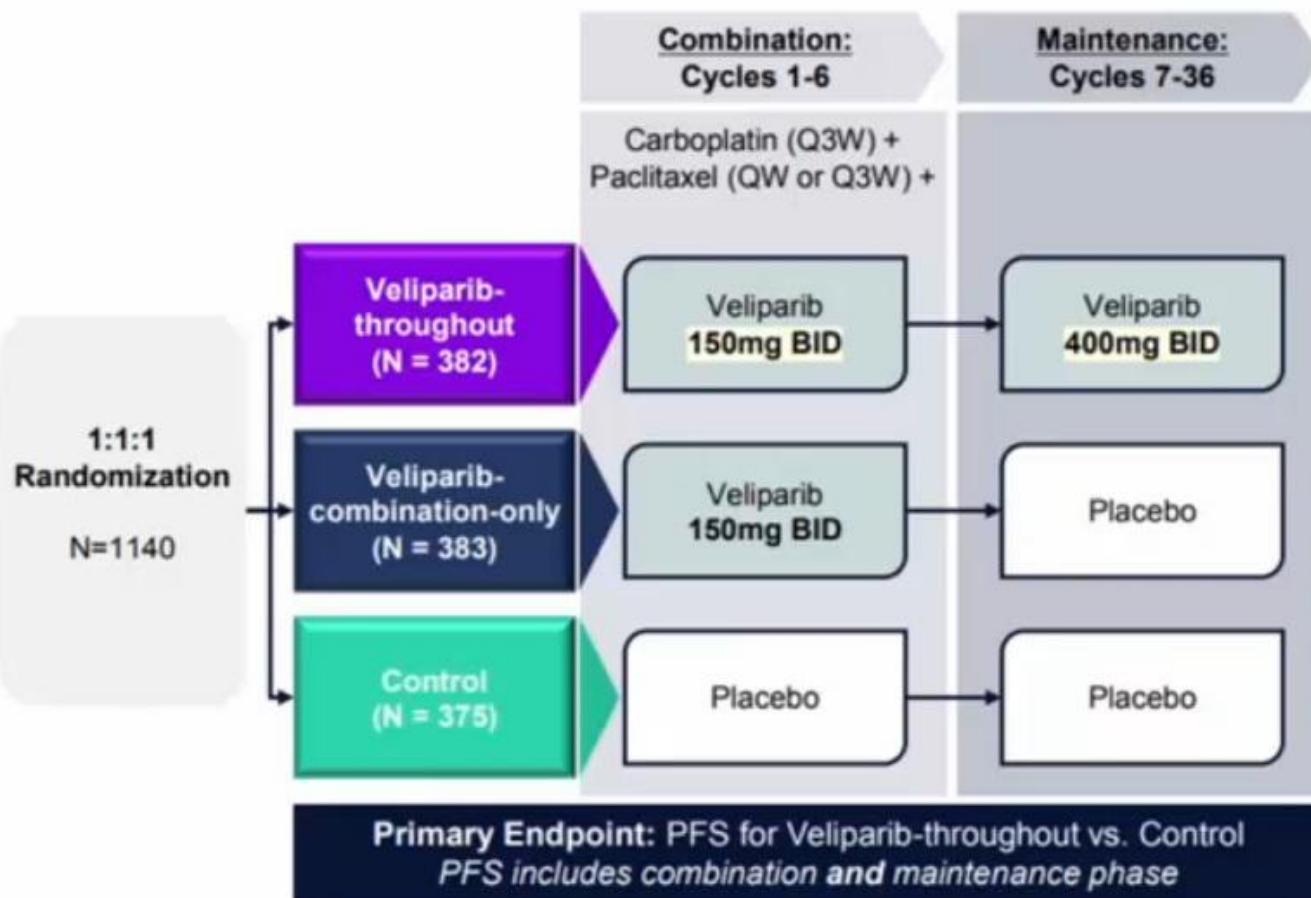 Combination:
Cycles 1-6
Maintenance:
Cycles 7-36
Carboplatin (Q3W) +
Paclitaxel (QW or Q3W) +
1:1:1
Randomization
N=1140
Veliparib-
throughout
(N = 382)
Veliparib
150mg BID
Veliparib
400mg BID
Veliparib-
combination-only
(N = 383)
Veliparib
150mg BID
Placebo
Control
(N = 375)
Placebo
Placebo
Primary Endpoint: PFS for Veliparib-throughout vs. Control
PFS includes combination and maintenance phase